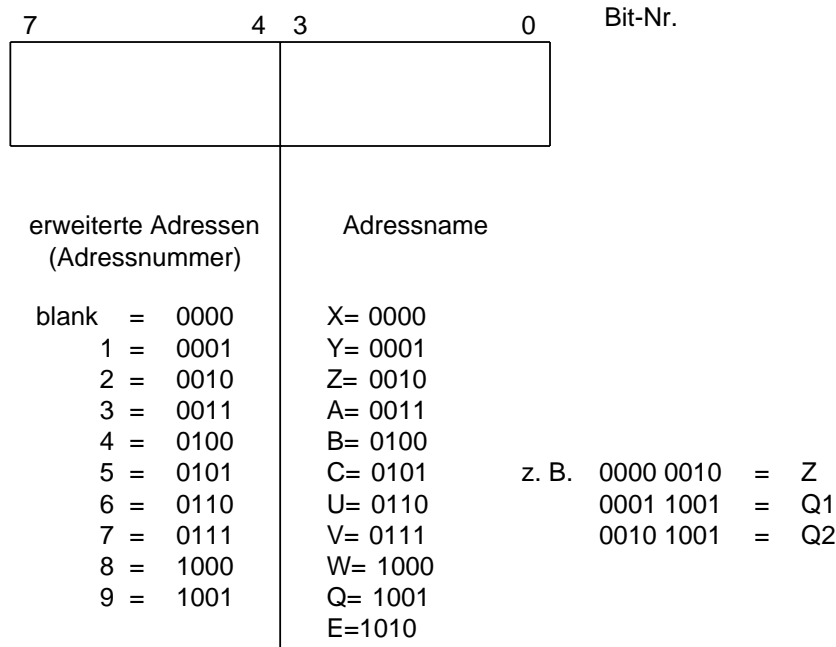 7 4 3 0 Bit-Nr.
erweiterte Adressen Adressname
(Adressnummer)
blank = 0000 X= 0000
1 = 0001 Y= 0001
2 = 0010 Z= 0010
3 = 0011 A= 0011
4 = 0100 B= 0100
5 = 0101 C= 0101 z. B. 0000 0010 = Z
6 = 0110 U= 0110 0001 1001 = Q1
7 = 0111 V= 0111 0010 1001 = Q2
8 = 1000 W= 1000
9 = 1001 Q= 1001
E=1010